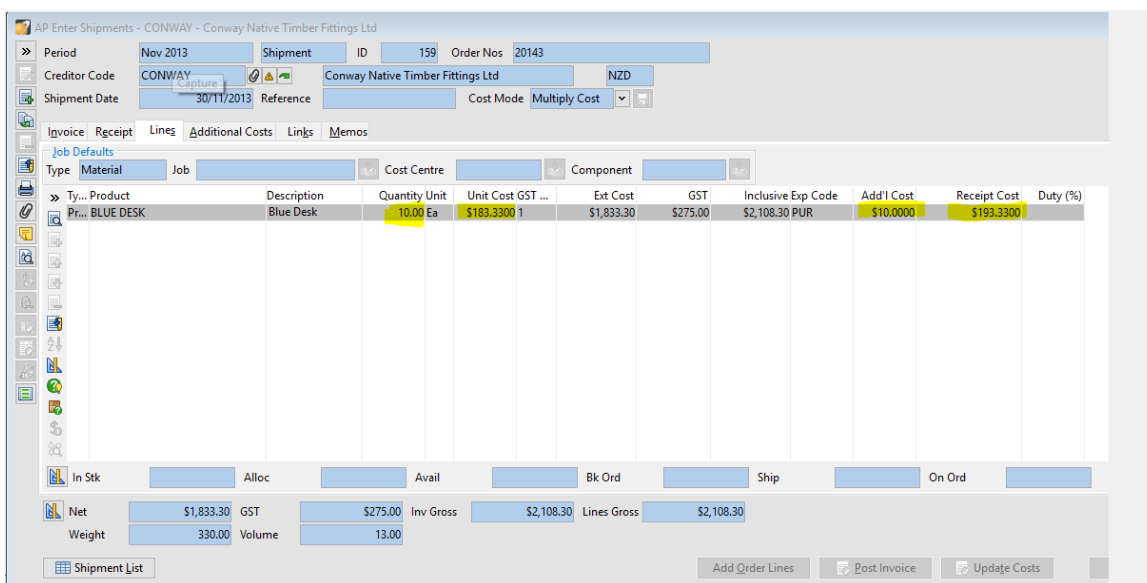 AP Enter Shipments - CONWAY - Conway Native Timber Fittings Ltd
Period Nov 2013 Shipment ID 159 Order Nos 20143
Creditor Code CONWAY Conway Native Timber Fittings Ltd NZD
Capture
Shipment Date 30/11/2013 Reference Cost Mode Multiply Cost
Invoice Receipt Lines Additional Costs Links Memos
Job Defaults
Type Material Job Cost Centre Component
Ty... Product Description Quantity Unit Unit Cost GST ... Ext Cost GST Inclusive Exp Code Add'l Cost Receipt Cost Duty (%)
Pr... BLUE DESK Blue Desk 10.00 Ea $183.3300 1 $1,833.30 $275.00 $2,108.30 PUR $10.0000 $193.3300
In Stk Alloc Avail Bk Ord Ship On Ord
Net $1,833.30 GST $275.00 Inv Gross $2,108.30 Lines Gross $2,108.30
Weight 330.00 Volume 13.00
Shipment List Add Order Lines Post Invoice Update Costs